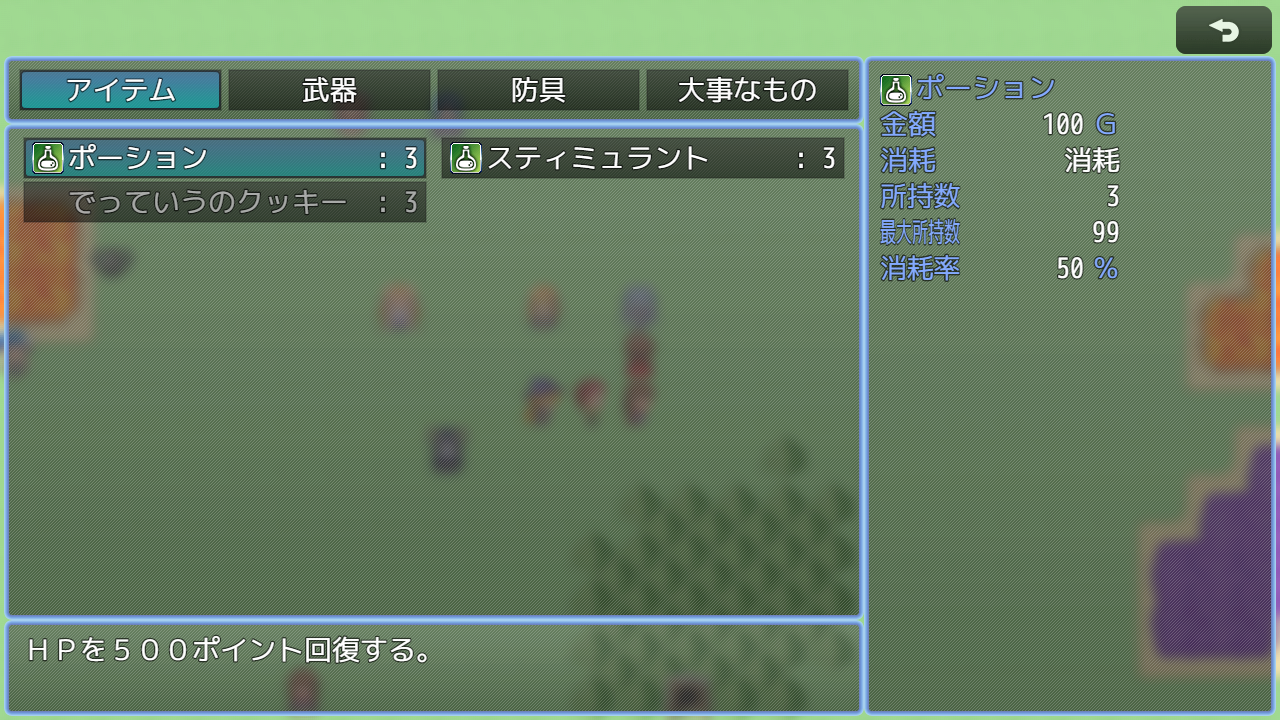 アイテム 武器 防具 大事なもの
ポーション : 3 スティミュラント : 3
でっていうのクッキー : 3
ＨＰを５００ポイント回復する。
ポーション
金額 100 G
消耗 消耗
所持数 3
最大所持数 99
消耗率 50 %